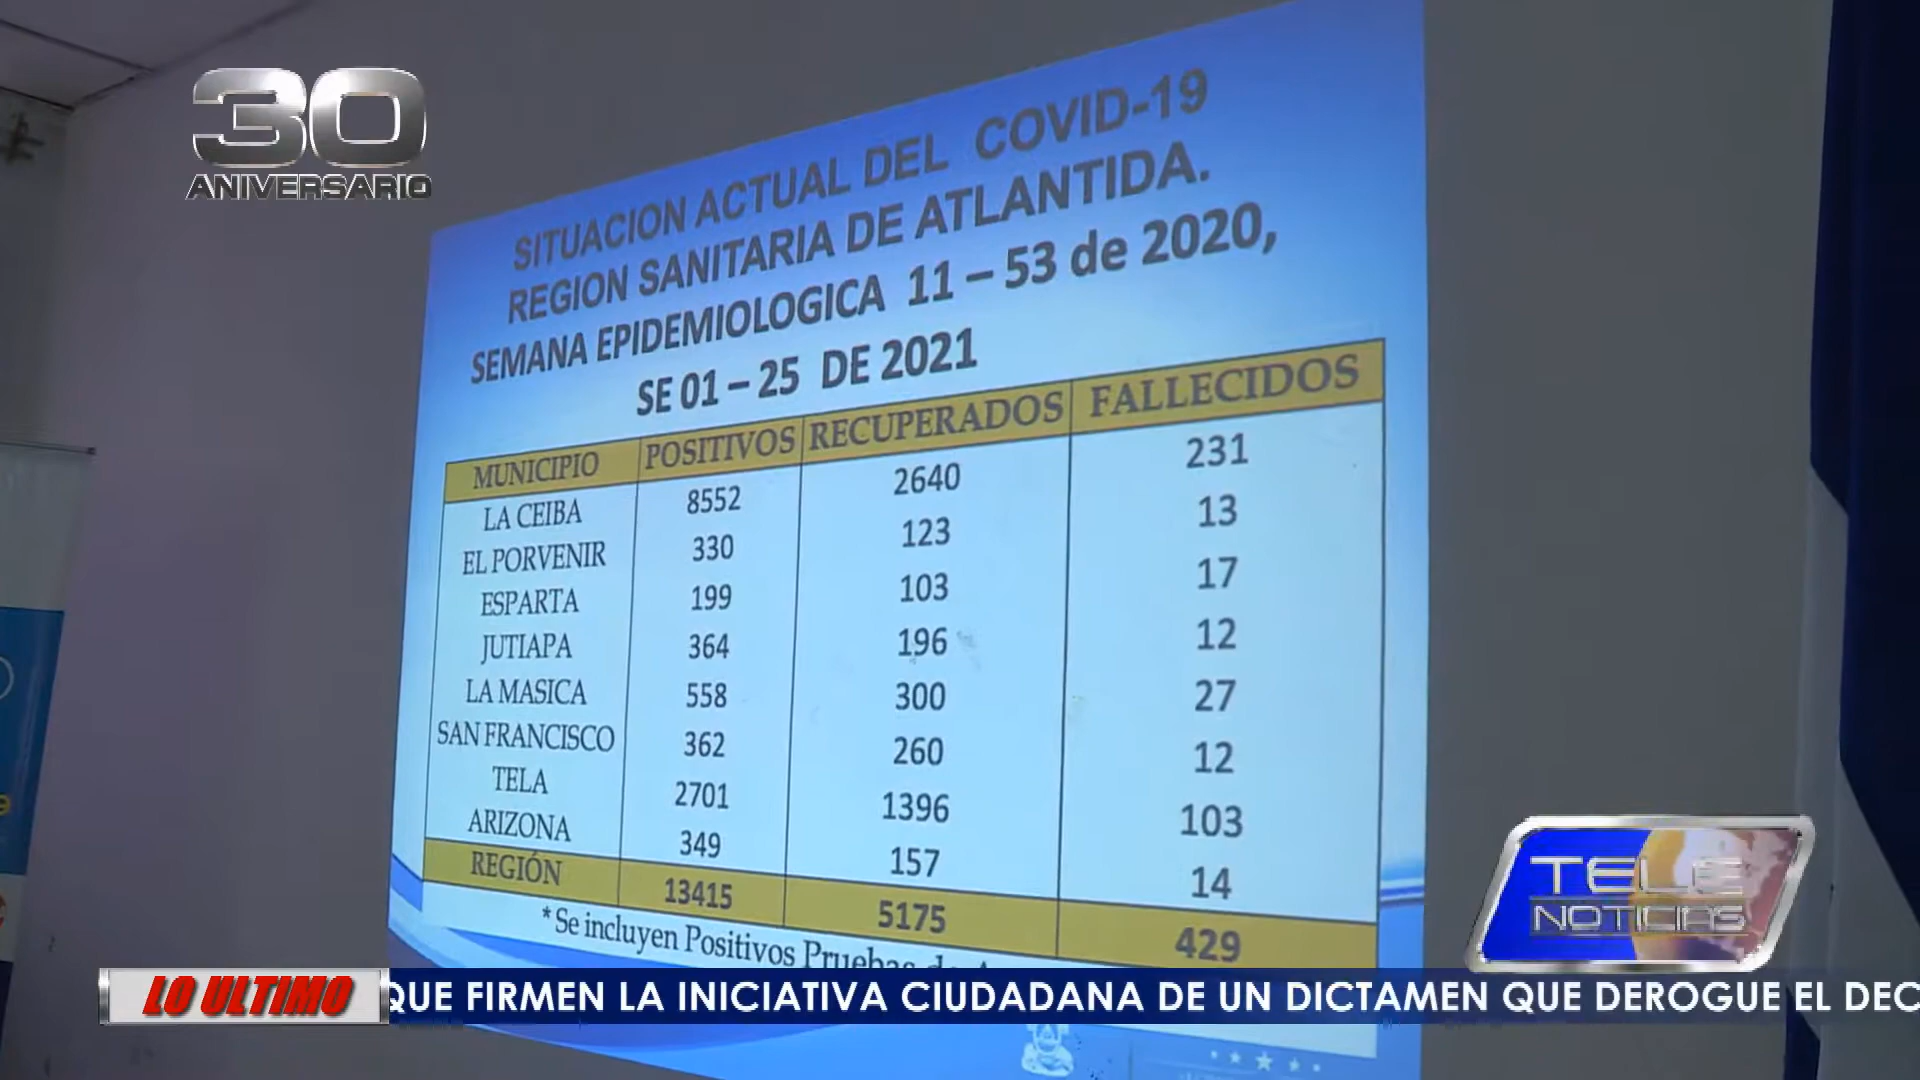 30
ANIVERSARIO
SITUACION ACTUAL DEL COVID-19
REGION SANITARIA DE ATLANTIDA.
SEMANA EPIDEMIOLOGICA 11 – 53 de 2020,
SE 01 – 25 DE 2021
MUNICIPIO POSITIVOS RECUPERADOS FALLECIDOS
LA CEIBA 8552 2640 231
EL PORVENIR 330 123 13
ESPARTA 199 103 17
JUTIAPA 364 196 12
LA MASICA 558 300 27
SAN FRANCISCO 362 260 12
TELA 2701 1396 103
ARIZONA 349 157 14
REGIÓN 13415 5175 429
* Se incluyen Positivos Pruebas de
TELE
NOTICIAS
LO ULTIMO QUE FIRMEN LA INICIATIVA CIUDADANA DE UN DICTAMEN QUE DEROGUE EL DEC